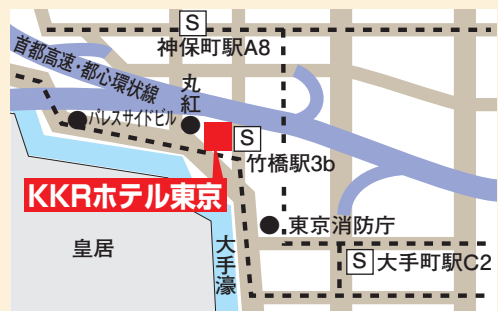 S
神保町駅A8
首都高速・都心環状線
丸紅
パレスサイドビル
S
竹橋駅3b
KKRホテル東京
東京消防庁
皇居
大手濠
S 大手町駅C2